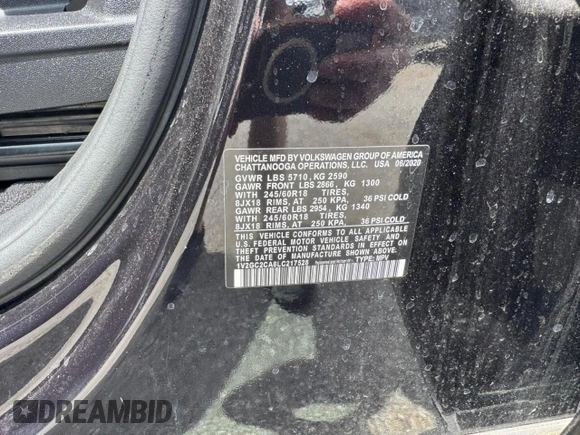 VEHICLE MFD BY VOLKSWAGEN GROUP OF AMERICA
CHATTANOOGA OPERATIONS, LLC. USA 06/2020
GVWR LBS 5710, KG 2590
GAWR FRONT LBS 2866, KG 1300
WITH 245/60R18 TIRES,
8JX18 RIMS, AT 250 KPA, 36 PSI COLD
GAWR REAR LBS 2954, KG 1340
WITH 245/60R18 TIRES,
8JX18 RIMS, AT 250 KPA, 36 PSI COLD
THIS VEHICLE CONFORMS TO ALL APPLICABLE
U.S. FEDERAL MOTOR VEHICLE SAFETY AND
THEFT PREVENTION STANDARDS IN EFFECT ON
THE DATE OF MANUFACTURE SHOWN ABOVE.
1V2GC2CA8LC217528 TYPE: MPV
DREAMBID